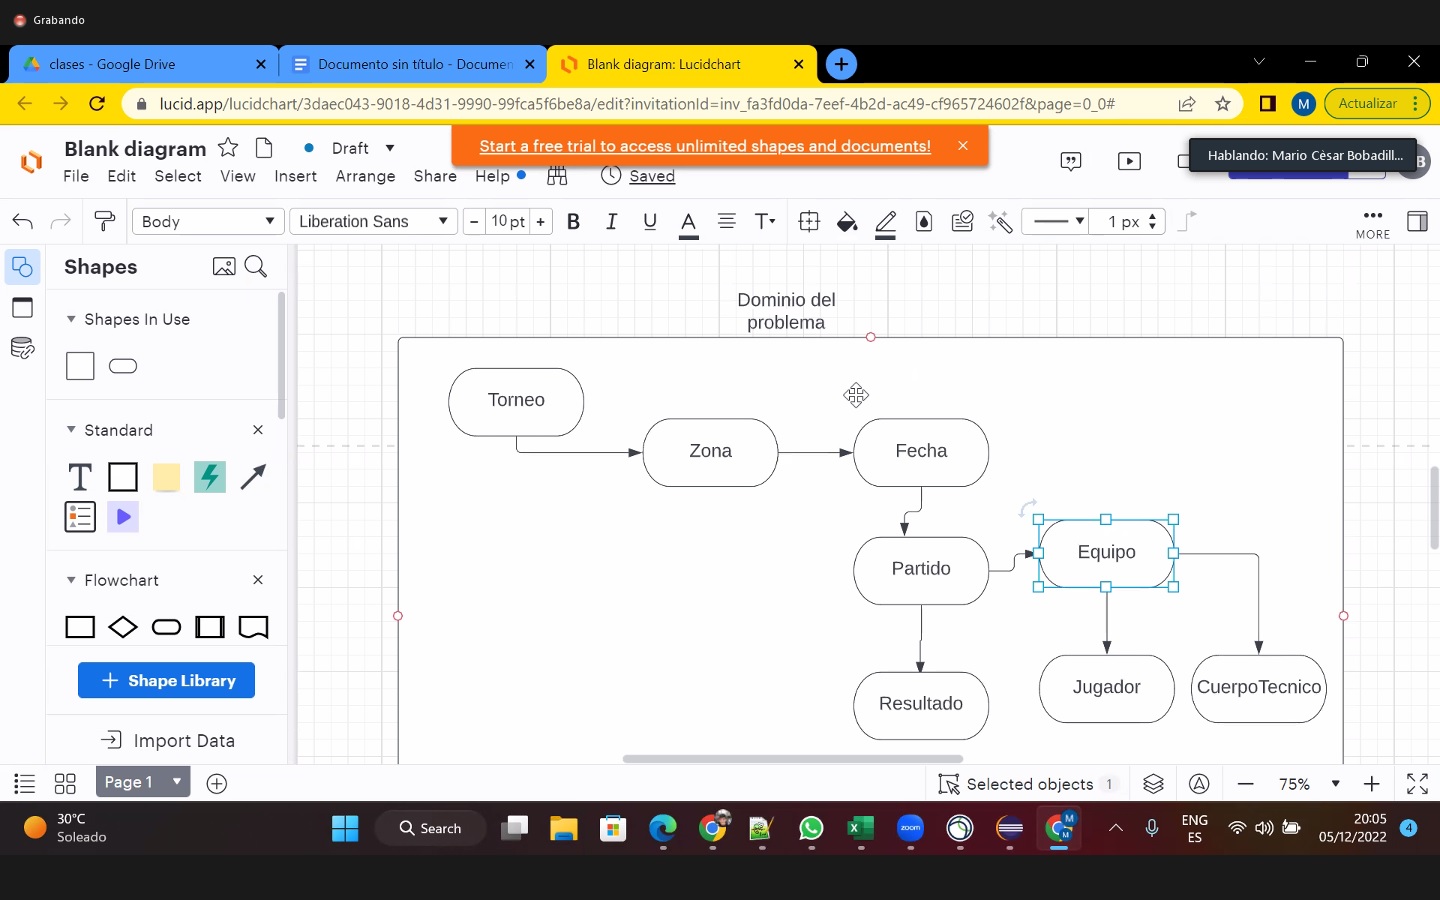 Grabando
clases - Google Drive
Documento sin título - Documen
Blank diagram: Lucidchart
lucid.app/lucidchart/3daec043-9018-4d31-9990-99fca5f6be8a/edit?invitationId=inv_fa3fd0da-7eef-4b2d-ac49-cf965724602f&page=0_0#
M
Actualizar
Blank diagram
Draft
Start a free trial to access unlimited shapes and documents!
Hablando: Mario Cèsar Bobadill...
B
File Edit Select View Insert Arrange Share Help
Saved
Body
Liberation Sans
10 pt
B I U A T
1 px
MORE
Shapes
Shapes In Use
Standard
T
Flowchart
Shape Library
Import Data
Dominio del
problema
Torneo
Zona
Fecha
Partido
Equipo
Resultado
Jugador
CuerpoTecnico
Page 1
Selected objects 1
75%
30°C
Soleado
Search
zoom
M
M
ENG
ES
20:05
05/12/2022
4